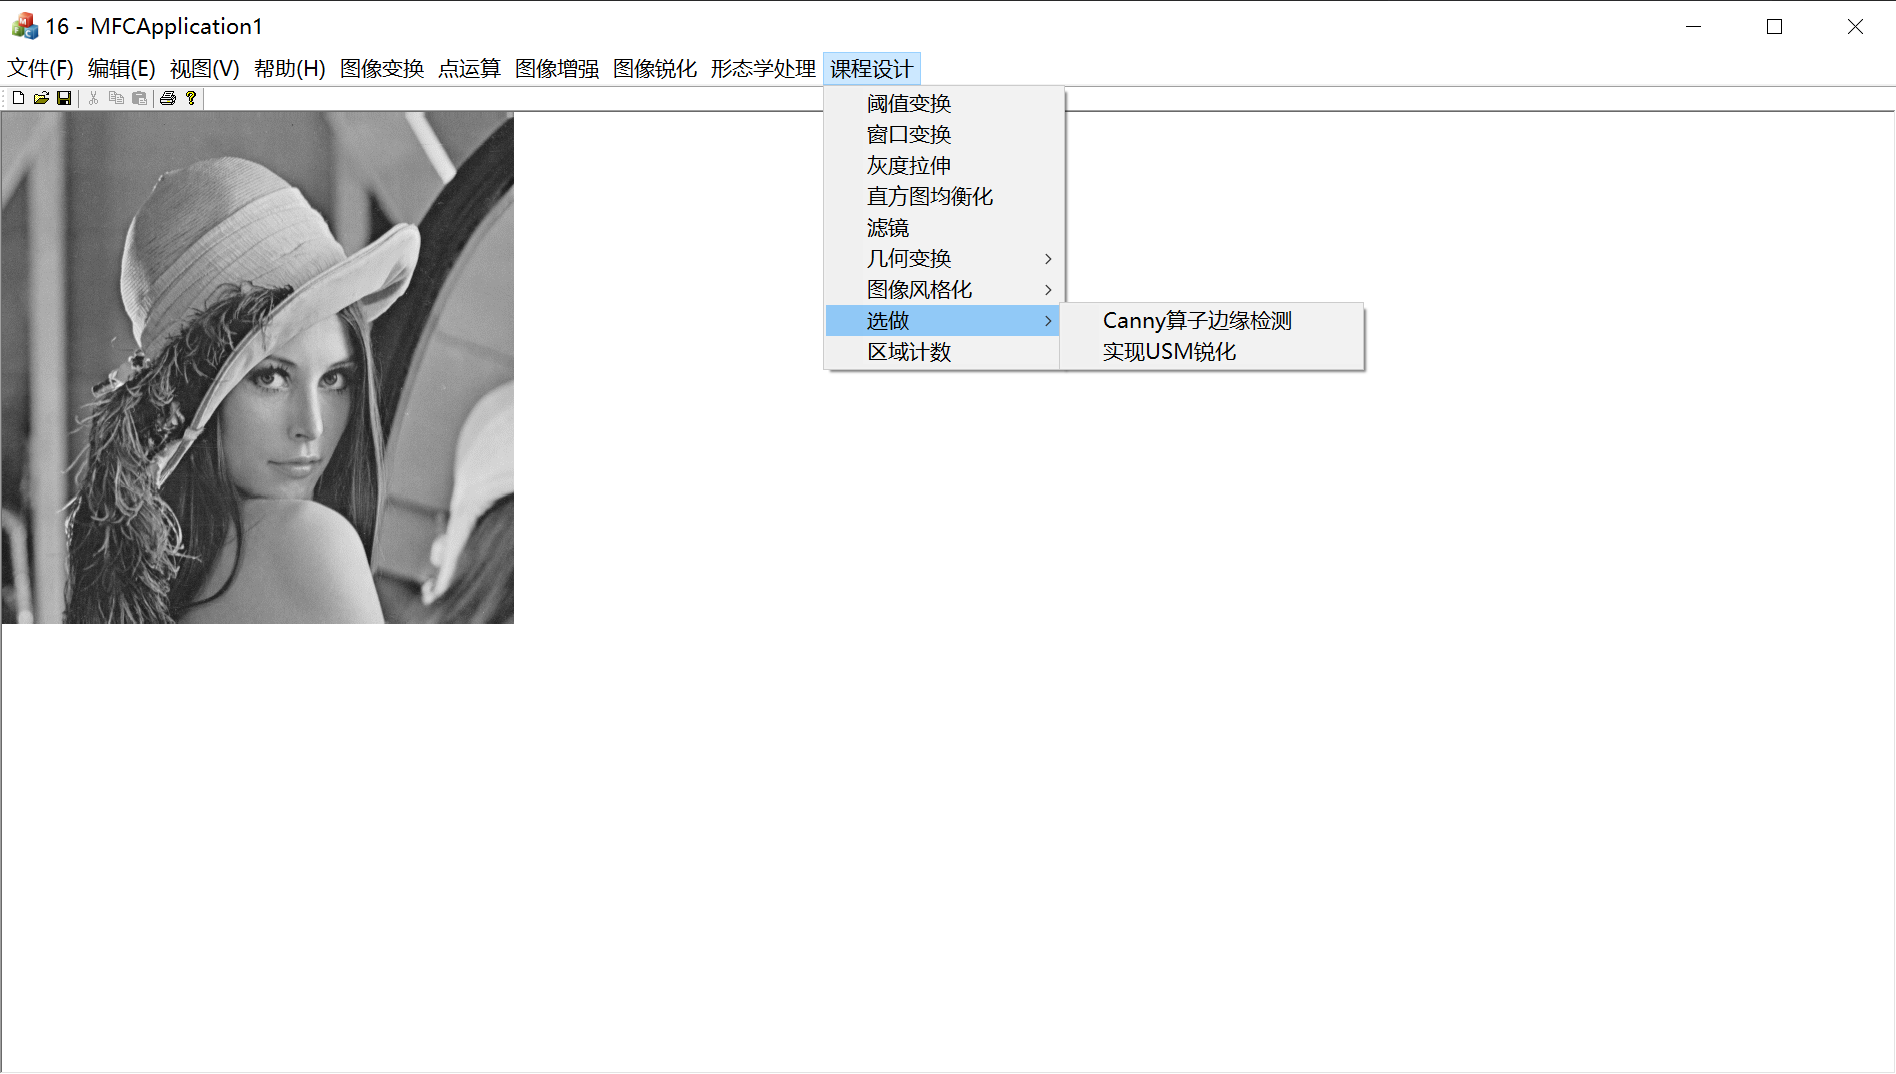 16 - MFCApplication1
文件(F) 编辑(E) 视图(V) 帮助(H) 图像变换 点运算 图像增强 图像锐化 形态学处理 课程设计
阈值变换
窗口变换
灰度拉伸
直方图均衡化
滤镜
几何变换
图像风格化
选做
Canny算子边缘检测
区域计数
实现USM锐化